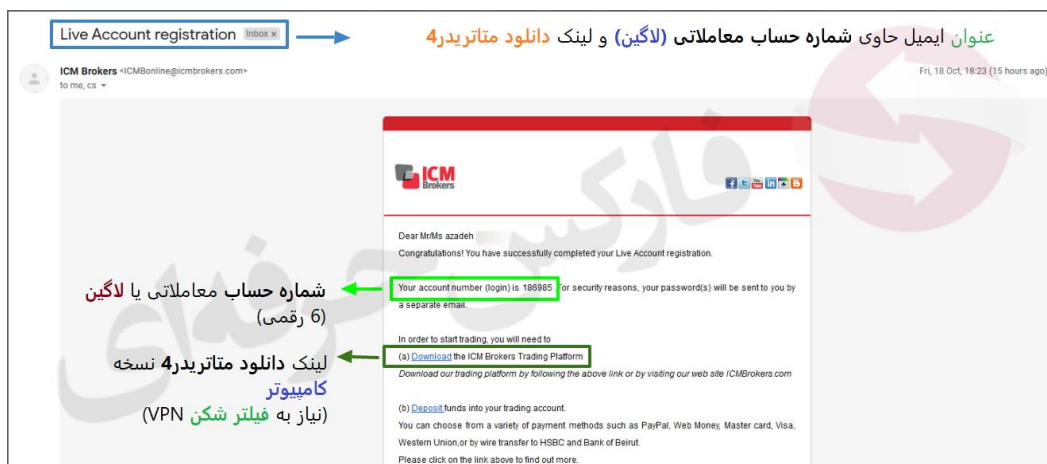 Live Account registration Inbox x
عنوان ایمیل حاوی شماره حساب معاملاتی (لاگین) و لینک دانلود متاتریدر4
ICM Brokers <ICMBonline@icmbrokers.com>
Fri, 18 Oct, 18:23 (15 hours ago)
to me, cs
فارکس حرفه‌ای
ICM
Brokers
Dear Mr/Ms azadeh
Congratulations! You have successfully completed your Live Account registration.
Your account number (login) is 186985. For security reasons, your password(s) will be sent to you by
a separate email.
شماره حساب معاملاتی یا لاگین
(6 رقمی)
In order to start trading, you will need to
(a) Download the ICM Brokers Trading Platform
Download our trading platform by following the above link or by visiting our web site ICMBrokers.com
لینک دانلود متاتریدر4 نسخه
کامپیوتر
(نیاز به فیلتر شکن VPN)
(b) Deposit funds into your trading account.
You can choose from a variety of payment methods such as PayPal, Web Money, Master card, Visa,
Western Union,or by wire transfer to HSBC and Bank of Beirut.
Please click on the link above to find out more.